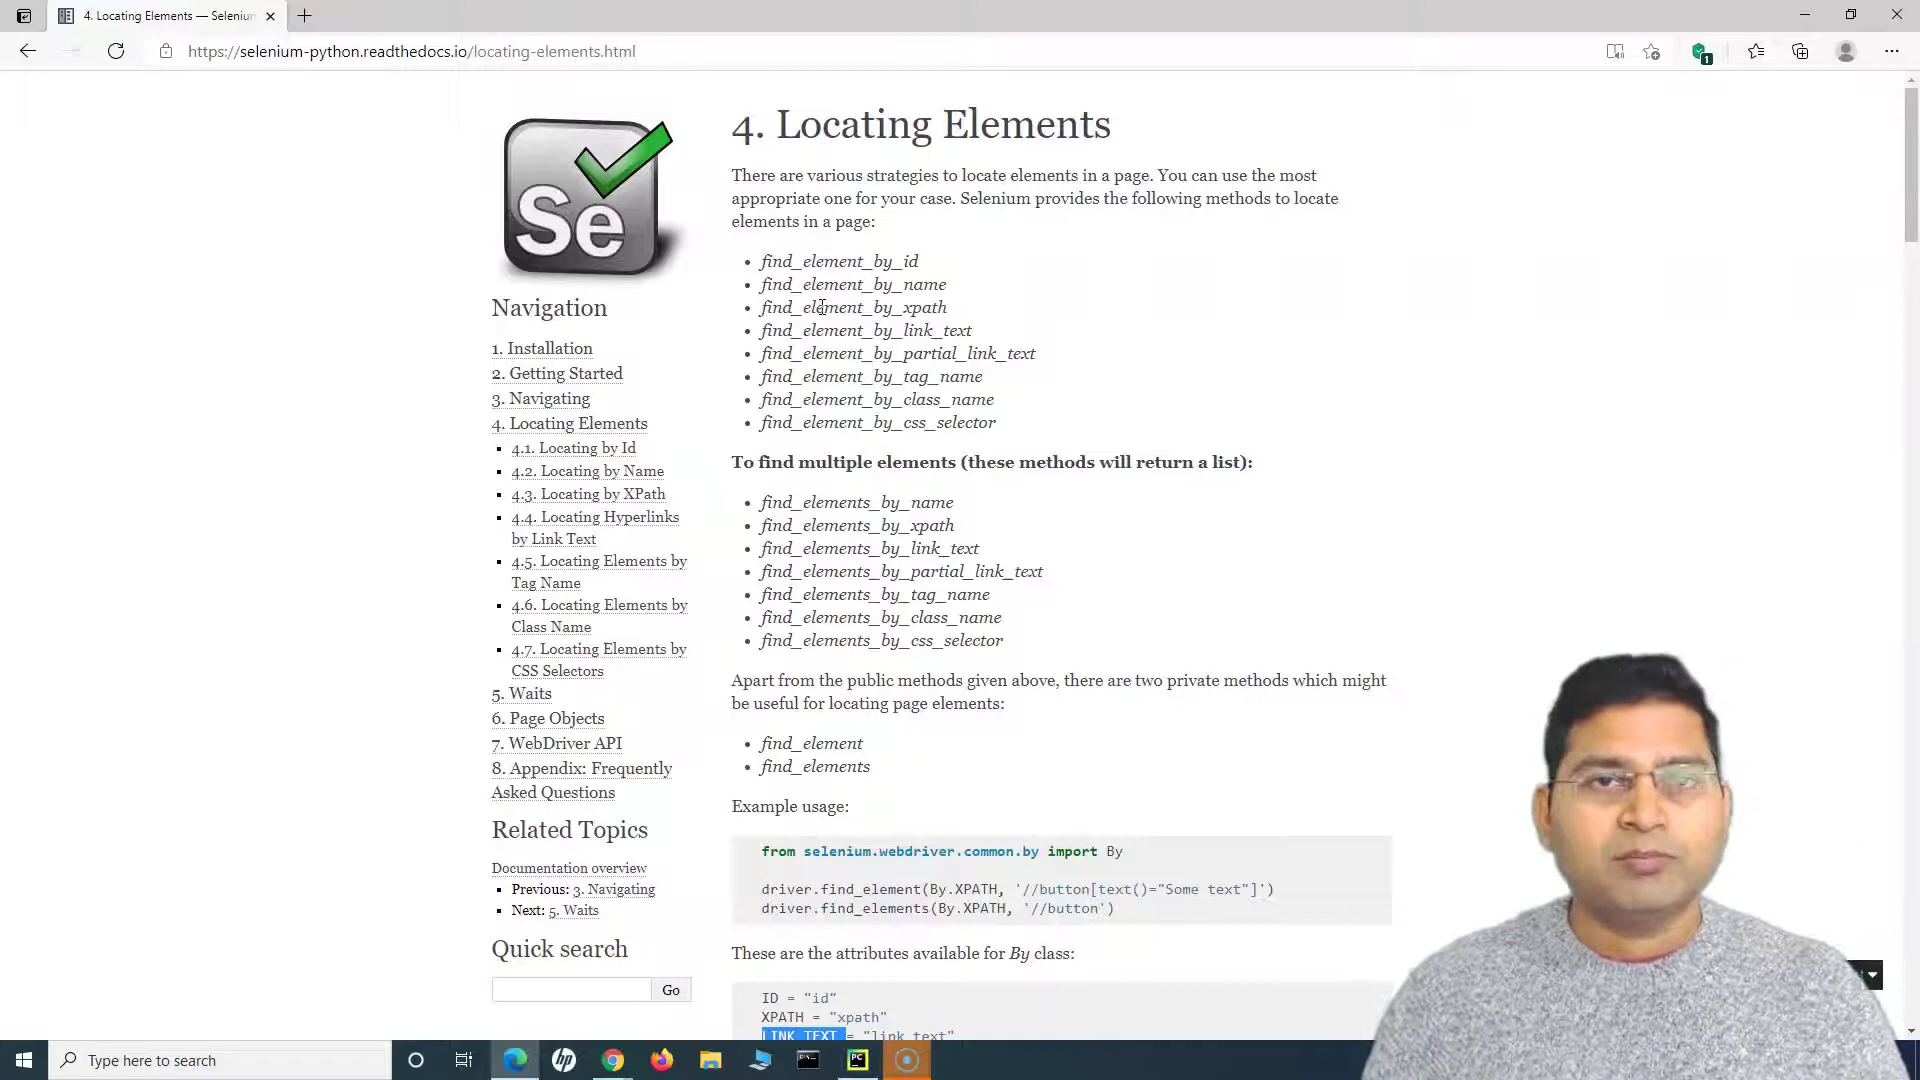 4. Locating Elements — Seleniu
https://selenium-python.readthedocs.io/locating-elements.html
1
Se
Navigation
1. Installation
2. Getting Started
3. Navigating
4. Locating Elements
4.1. Locating by Id
4.2. Locating by Name
4.3. Locating by XPath
4.4. Locating Hyperlinks
by Link Text
4.5. Locating Elements by
Tag Name
4.6. Locating Elements by
Class Name
4.7. Locating Elements by
CSS Selectors
5. Waits
6. Page Objects
7. WebDriver API
8. Appendix: Frequently
Asked Questions
Related Topics
Documentation overview
Previous: 3. Navigating
Next: 5. Waits
Quick search
Go
4. Locating Elements
There are various strategies to locate elements in a page. You can use the most
appropriate one for your case. Selenium provides the following methods to locate
elements in a page:
find_element_by_id
find_element_by_name
find_element_by_xpath
find_element_by_link_text
find_element_by_partial_link_text
find_element_by_tag_name
find_element_by_class_name
find_element_by_css_selector
To find multiple elements (these methods will return a list):
find_elements_by_name
find_elements_by_xpath
find_elements_by_link_text
find_elements_by_partial_link_text
find_elements_by_tag_name
find_elements_by_class_name
find_elements_by_css_selector
Apart from the public methods given above, there are two private methods which might
be useful for locating page elements:
find_element
find_elements
Example usage:
from selenium.webdriver.common.by import By
driver.find_element(By.XPATH, '//button[text()="Some text"]')
driver.find_elements(By.XPATH, '//button')
These are the attributes available for By class:
ID = "id"
XPATH = "xpath"
LINK_TEXT = "link text"
Type here to search
hp
PC